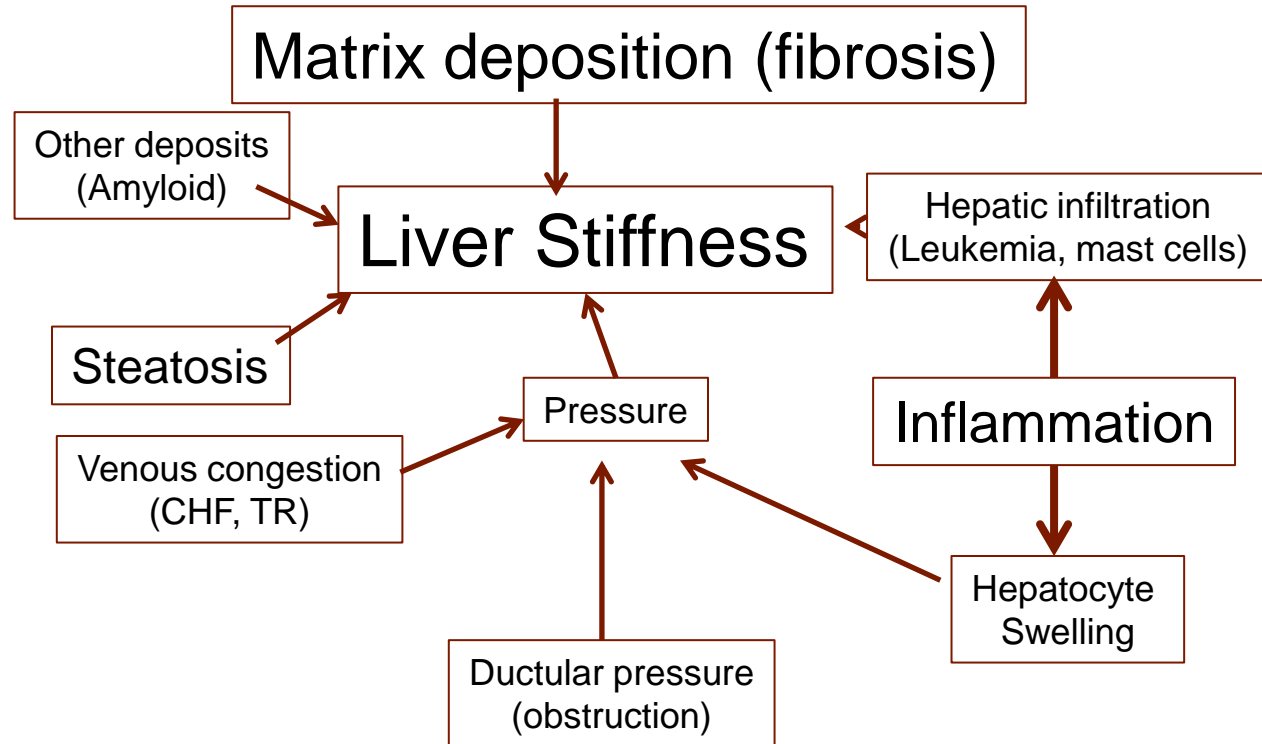 Matrix deposition (fibrosis)
Other deposits
(Amyloid)
Liver Stiffness
Hepatic infiltration
(Leukemia, mast cells)
Steatosis
Pressure
Inflammation
Venous congestion
(CHF, TR)
Hepatocyte
Swelling
Ductular pressure
(obstruction)